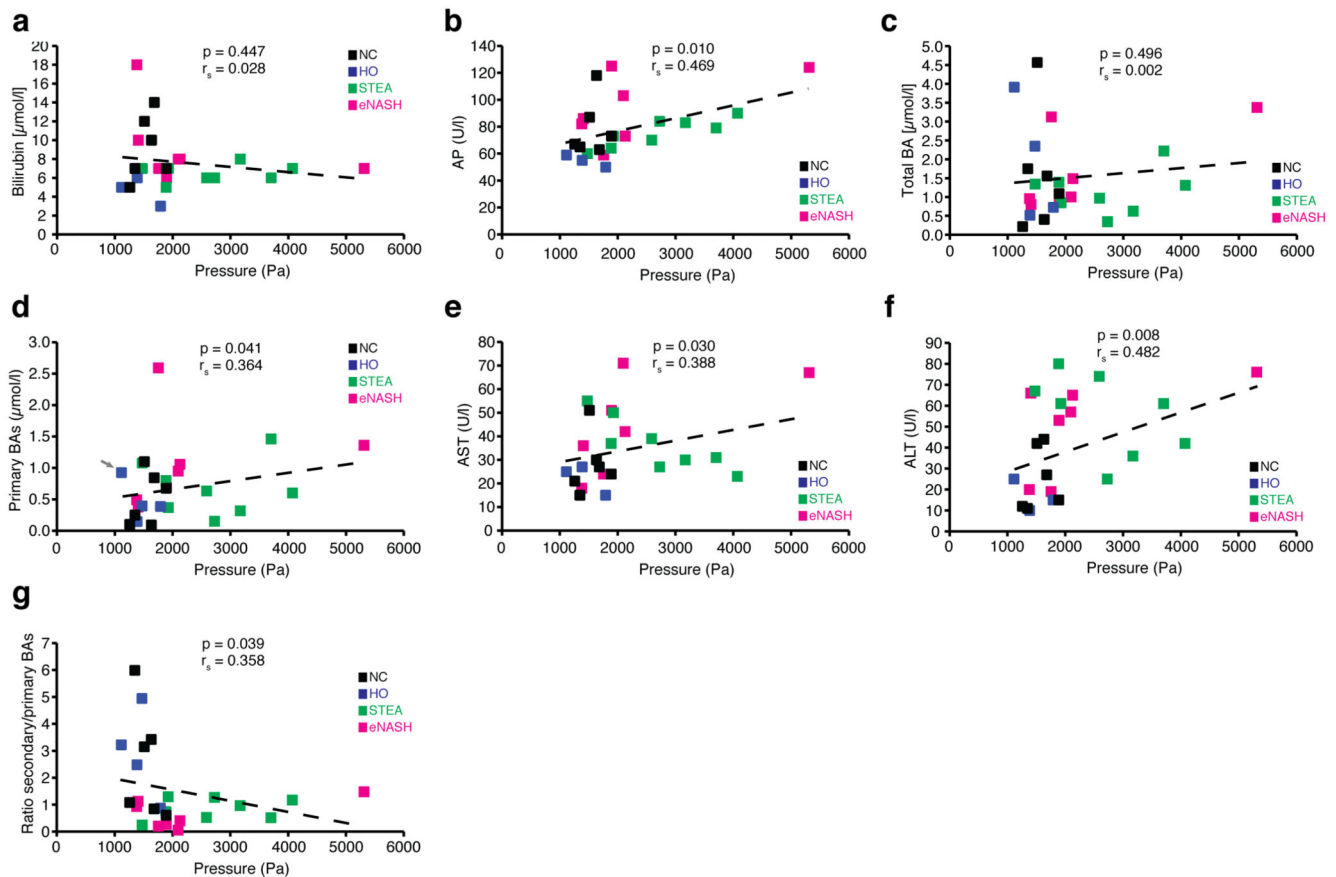 a
p = 0.447
rs = 0.028
NC
HO
STEA
eNASH
Bilirubin [µmol/l]
20
18
16
14
12
10
8
6
4
2
0
0 1000 2000 3000 4000 5000 6000
Pressure (Pa)
b
p = 0.010
rs = 0.469
NC
HO
STEA
eNASH
AP (U/l)
140
120
100
80
60
40
20
0
0 1000 2000 3000 4000 5000 6000
Pressure (Pa)
c
p = 0.496
rs = 0.002
NC
HO
STEA
eNASH
Total BA [µmol/l]
5.0
4.5
4.0
3.5
3.0
2.5
2.0
1.5
1.0
0.5
0.0
0 1000 2000 3000 4000 5000 6000
Pressure (Pa)
d
p = 0.041
rs = 0.364
NC
HO
STEA
eNASH
Primary BAs (µmol/l)
3.0
2.5
2.0
1.5
1.0
0.5
0.0
0 1000 2000 3000 4000 5000 6000
Pressure (Pa)
e
p = 0.030
rs = 0.388
NC
HO
STEA
eNASH
AST (U/l)
80
70
60
50
40
30
20
10
0
0 1000 2000 3000 4000 5000 6000
Pressure (Pa)
f
p = 0.008
rs = 0.482
NC
HO
STEA
eNASH
ALT (U/l)
90
80
70
60
50
40
30
20
10
0
0 1000 2000 3000 4000 5000 6000
Pressure (Pa)
g
p = 0.039
rs = 0.358
NC
HO
STEA
eNASH
Ratio secondary/primary BAs
7
6
5
4
3
2
1
0
0 1000 2000 3000 4000 5000 6000
Pressure (Pa)